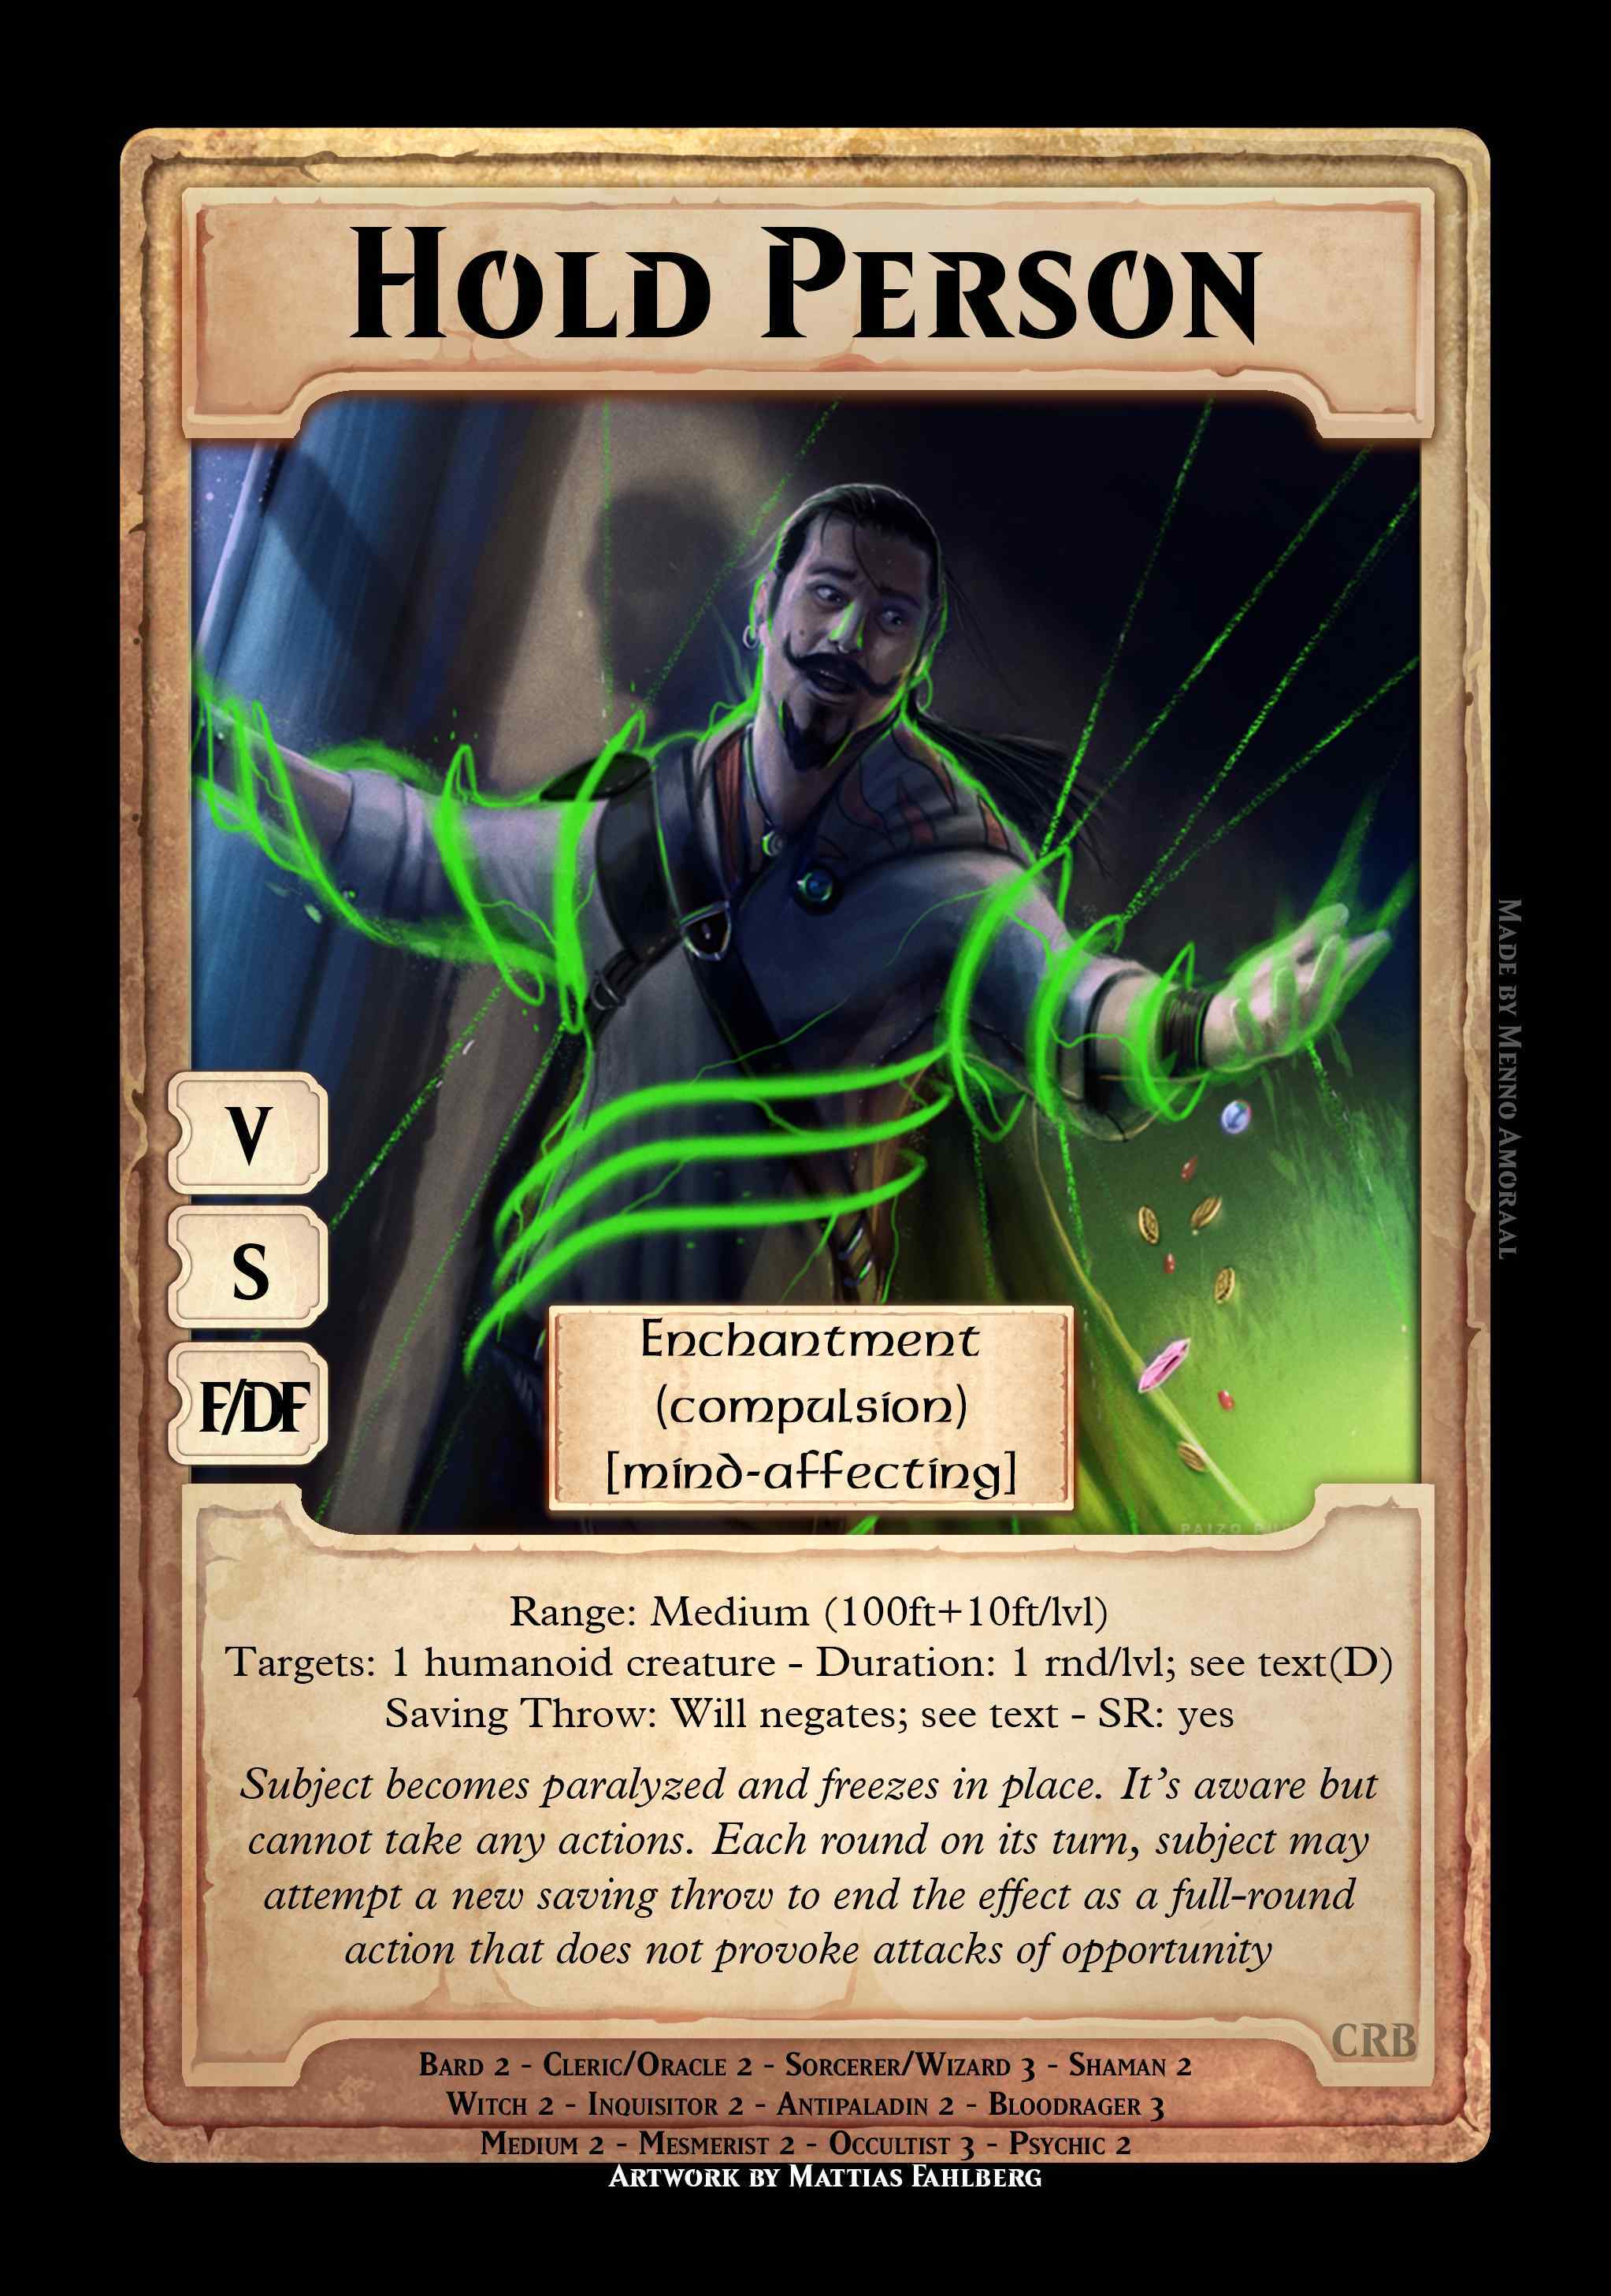 Hold Person
V
S
F/DF
Enchantment
(compulsion)
[mind-affecting]
PAIZO
Range: Medium (100ft+10ft/lvl)
Targets: 1 humanoid creature - Duration: 1 rnd/lvl; see text(D)
Saving Throw: Will negates; see text - SR: yes
Subject becomes paralyzed and freezes in place. It's aware but
cannot take any actions. Each round on its turn, subject may
attempt a new saving throw to end the effect as a full-round
action that does not provoke attacks of opportunity
CRB
Bard 2 - Cleric/Oracle 2 - Sorcerer/Wizard 3 - Shaman 2
Witch 2 - Inquisitor 2 - Antipaladin 2 - Bloodrager 3
Medium 2 - Mesmerist 2 - Occultist 3 - Psychic 2
Artwork by Mattias Fahlberg
Made by Menno Amoraal